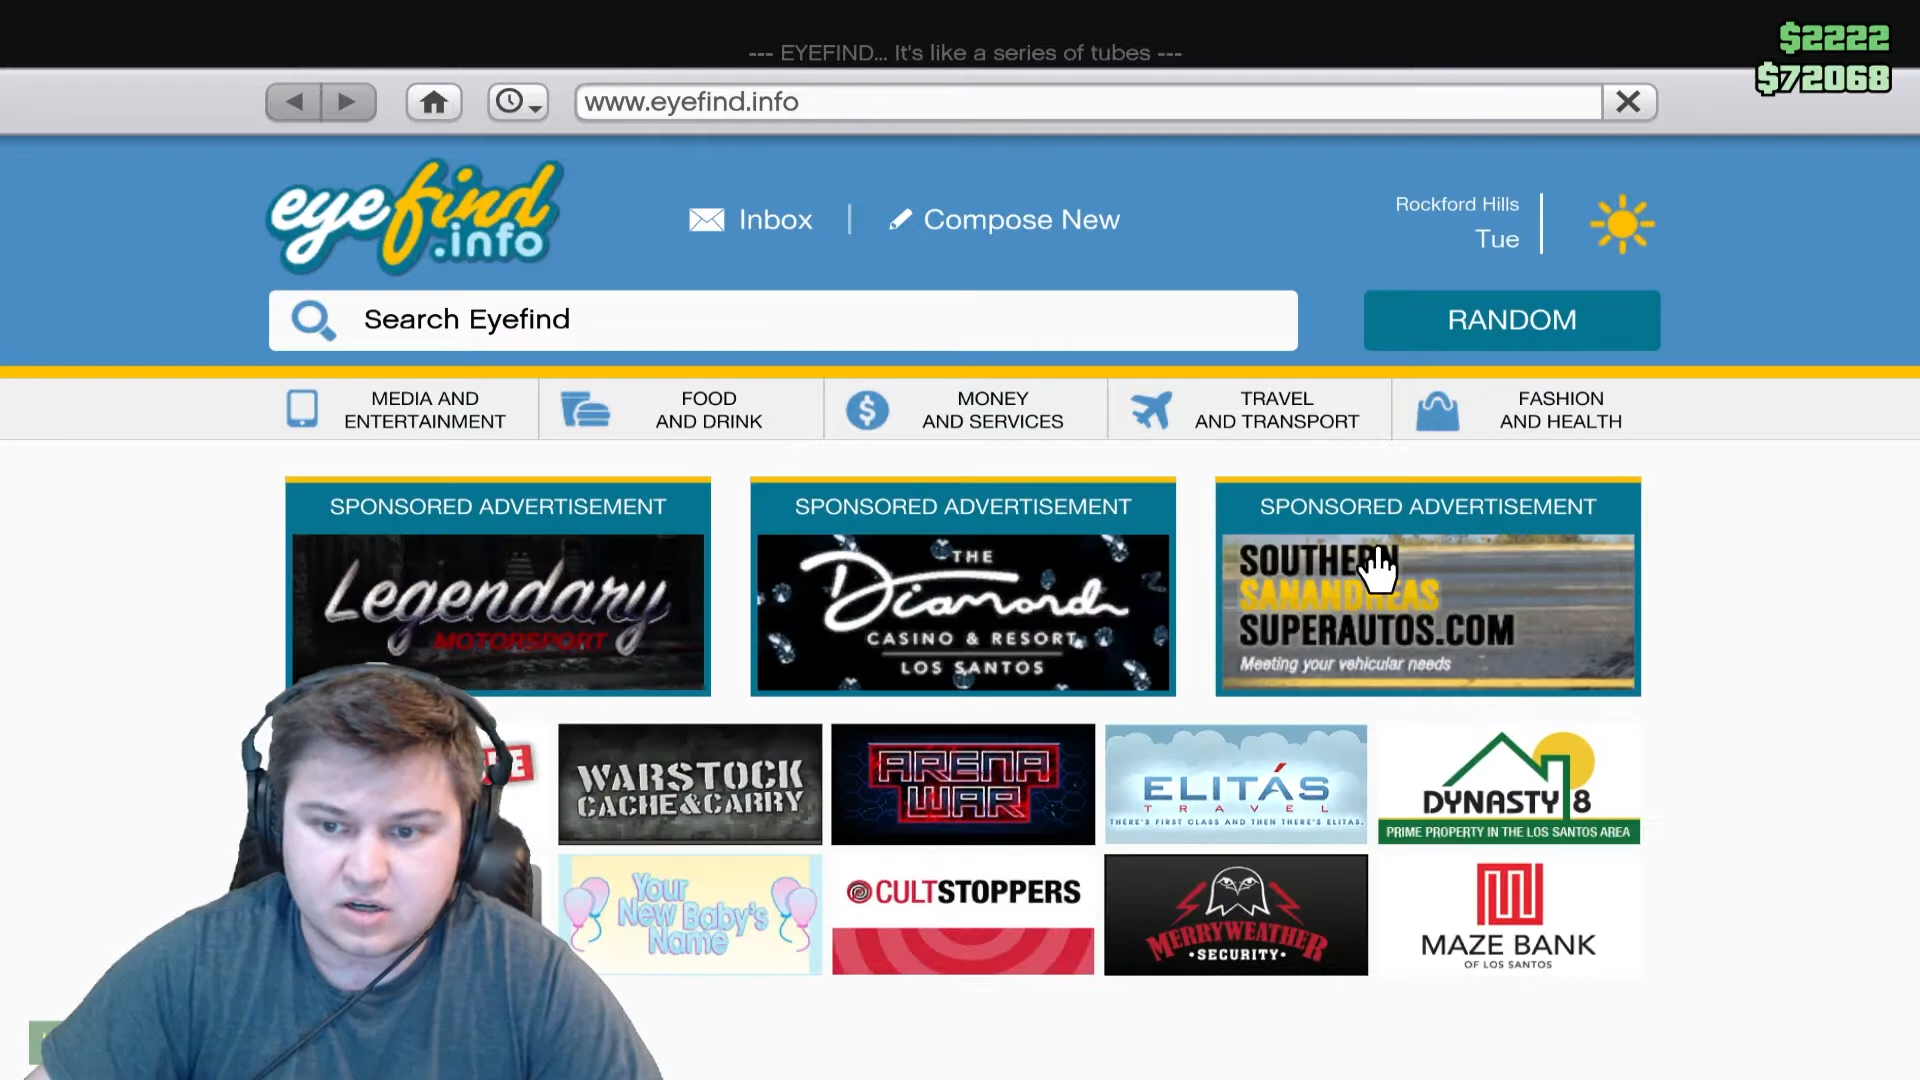 --- EYEFIND... It's like a series of tubes ---
$2222
$72068
www.eyefind.info
eyefind
.info
Inbox
Compose New
Rockford Hills
Tue
Search Eyefind
RANDOM
MEDIA AND
ENTERTAINMENT
FOOD
AND DRINK
MONEY
AND SERVICES
TRAVEL
AND TRANSPORT
FASHION
AND HEALTH
SPONSORED ADVERTISEMENT
SPONSORED ADVERTISEMENT
SPONSORED ADVERTISEMENT
Legendary
MOTORSPORT
THE
Diamond
CASINO & RESORT
LOS SANTOS
SOUTHERN
SANANDREAS
SUPERAUTOS.COM
Meeting your vehicular needs
WARSTOCK
CACHE&CARRY
ARENA
WAR
ELITÁS
TRAVEL
THERE'S FIRST CLASS AND THEN THERE'S ELITAS.
DYNASTY 8
PRIME PROPERTY IN THE LOS SANTOS AREA
Your
New Baby's
Name
CULTSTOPPERS
MERRYWEATHER
•SECURITY•
MAZE BANK
OF LOS SANTOS